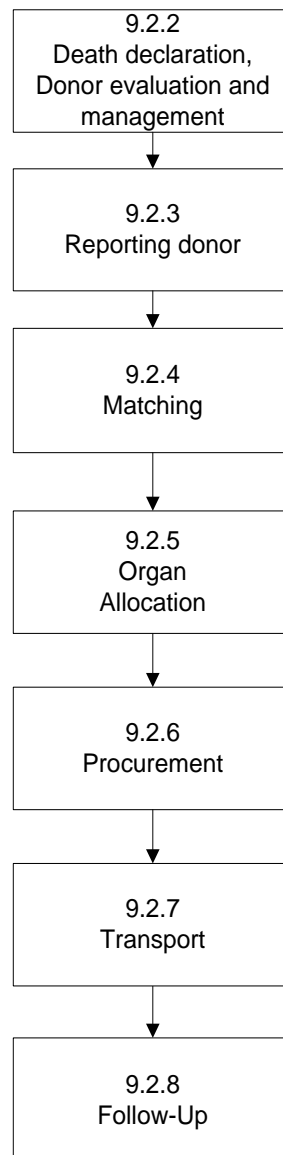 9.2.2
Death declaration,
Donor evaluation and
management
9.2.3
Reporting donor
9.2.4
Matching
9.2.5
Organ
Allocation
9.2.6
Procurement
9.2.7
Transport
9.2.8
Follow-Up